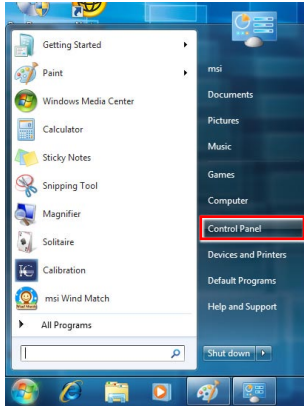 Getting Started
Paint
Windows Media Center
Calculator
Sticky Notes
Snipping Tool
Magnifier
Solitaire
Calibration
msi Wind Match
All Programs
msi
Documents
Pictures
Music
Games
Computer
Control Panel
Devices and Printers
Default Programs
Help and Support
Shut down